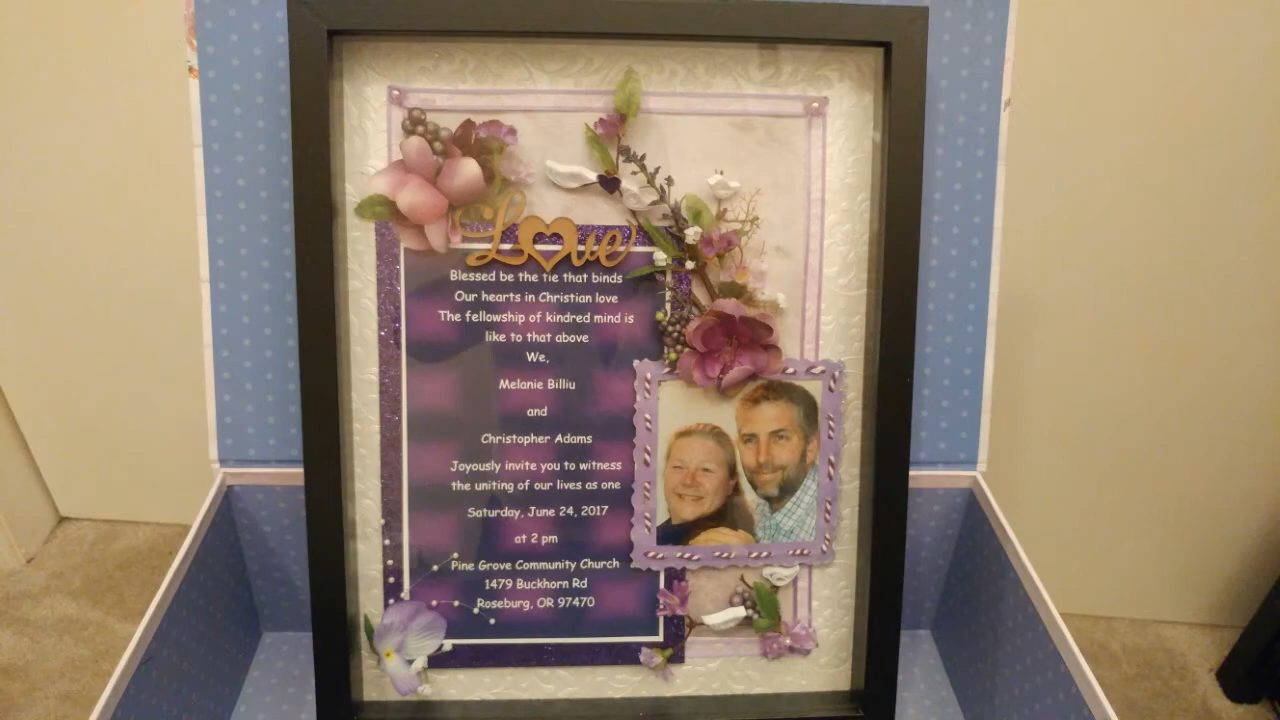 Love
Blessed be the tie that binds
Our hearts in Christian love
The fellowship of kindred mind is
like to that above
We,
Melanie Billiu
and
Christopher Adams
Joyously invite you to witness
the uniting of our lives as one
Saturday, June 24, 2017
at 2 pm
Pine Grove Community Church
1479 Buckhorn Rd
Roseburg, OR 97470